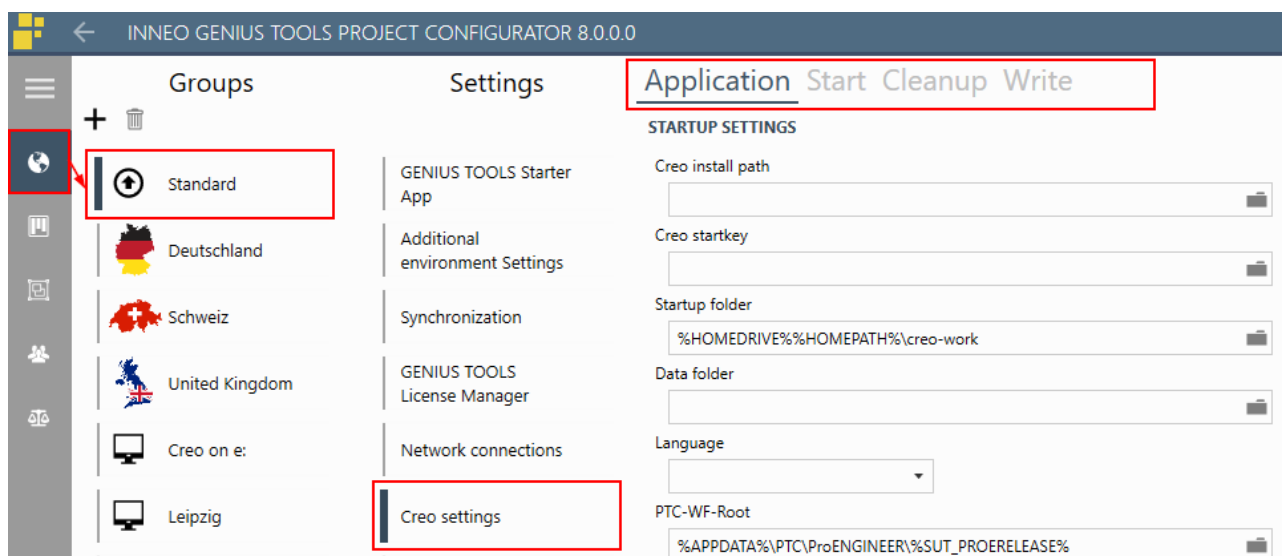 INNEO GENIUS TOOLS PROJECT CONFIGURATOR 8.0.0.0
Groups
Settings
Application Start Cleanup Write
STARTUP SETTINGS
Standard
Deutschland
Schweiz
United Kingdom
Creo on e:
Leipzig
GENIUS TOOLS Starter
App
Additional
environment Settings
Synchronization
GENIUS TOOLS
License Manager
Network connections
Creo settings
Creo install path
Creo startkey
Startup folder
%HOMEDRIVE%%HOMEPATH%\creo-work
Data folder
Language
PTC-WF-Root
%APPDATA%\PTC\ProENGINEER\%SUT_PROERELEASE%